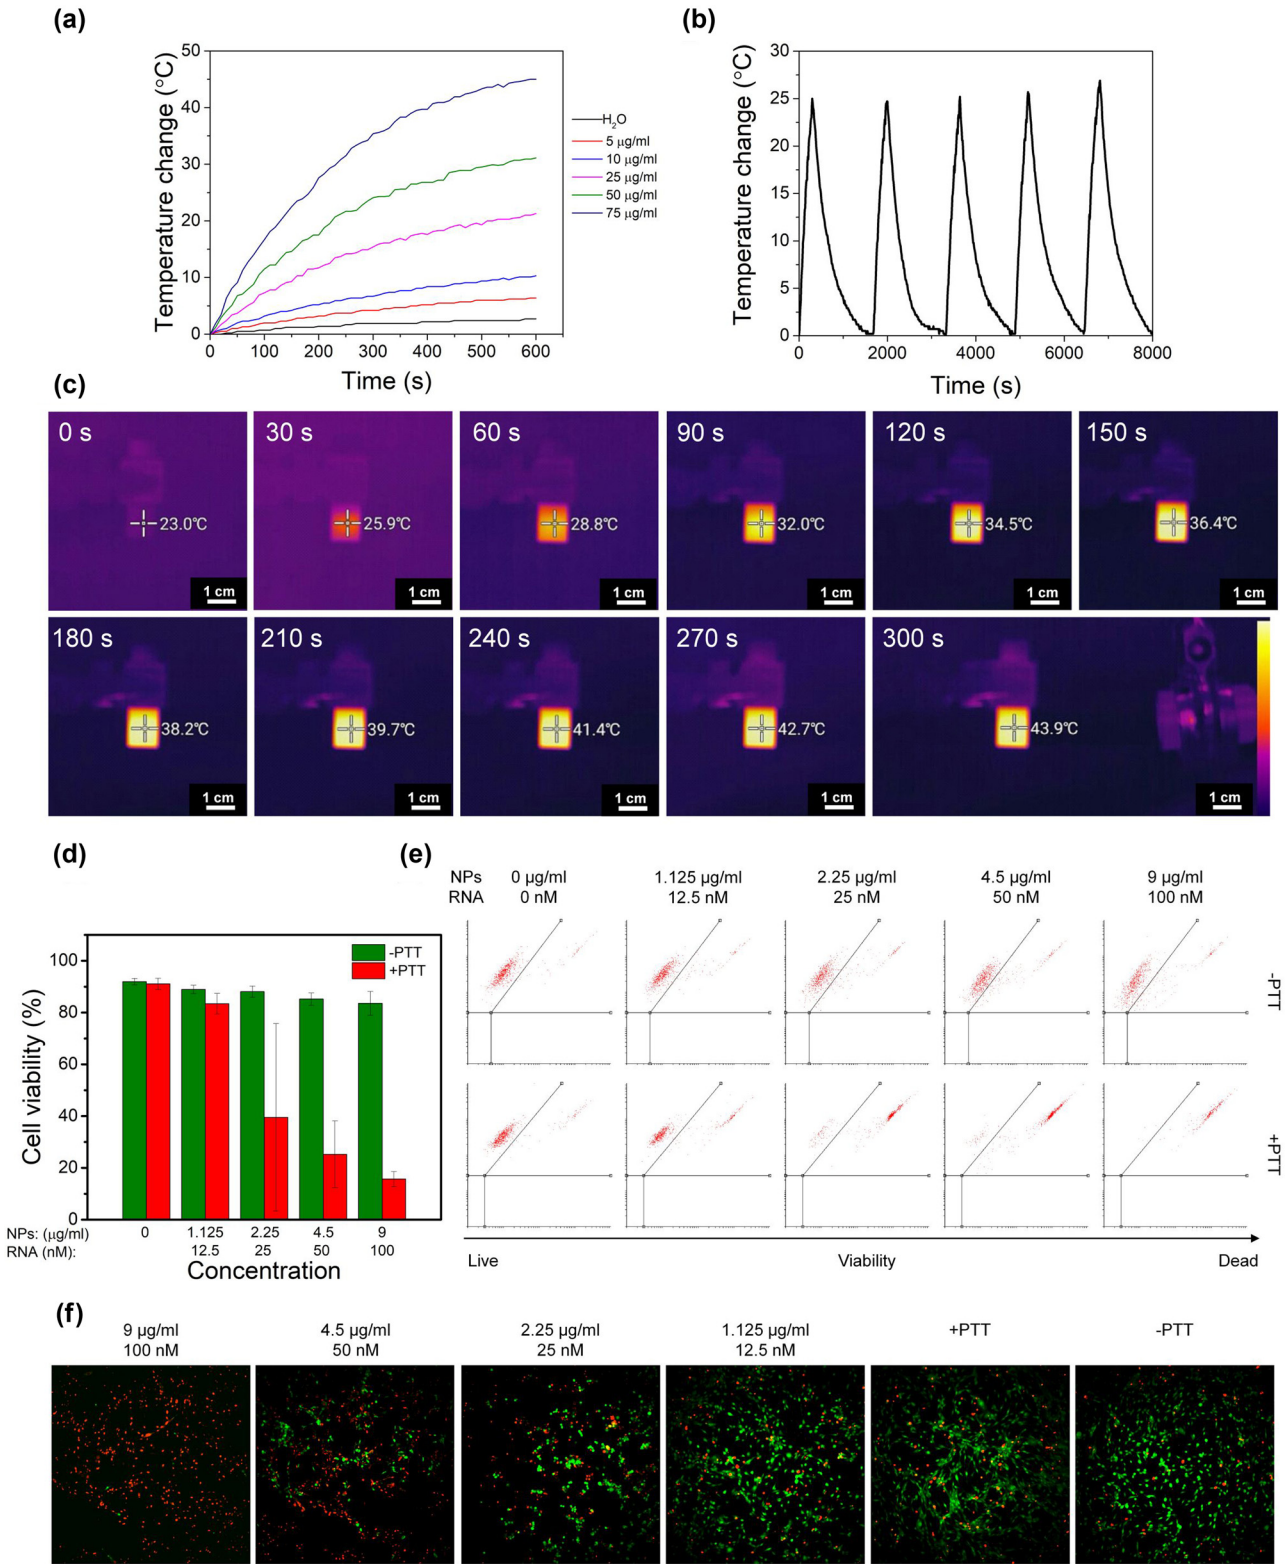 (a)
(b)
50
40
30
20
10
0
Temperature change (°C)
0 100 200 300 400 500 600
Time (s)
H₂O
5 µg/ml
10 µg/ml
25 µg/ml
50 µg/ml
75 µg/ml
30
25
20
15
10
5
0
Temperature change (°C)
0 2000 4000 6000 8000
Time (s)
(c)
0 s 30 s 60 s 90 s 120 s 150 s
23.0℃ 25.9℃ 28.8℃ 32.0℃ 34.5℃ 36.4℃
1 cm 1 cm 1 cm 1 cm 1 cm 1 cm
180 s 210 s 240 s 270 s 300 s
38.2℃ 39.7℃ 41.4℃ 42.7℃ 43.9℃
1 cm 1 cm 1 cm 1 cm 1 cm
(d)
100
80
60
40
20
0
Cell viability (%)
-PTT
+PTT
NPs: (µg/ml) 0 1.125 2.25 4.5 9
RNA (nM): 12.5 25 50 100
Concentration
(e)
NPs 0 µg/ml 1.125 µg/ml 2.25 µg/ml 4.5 µg/ml 9 µg/ml
RNA 0 nM 12.5 nM 25 nM 50 nM 100 nM
-PTT
+PTT
Live Viability Dead
(f)
9 µg/ml 4.5 µg/ml 2.25 µg/ml 1.125 µg/ml +PTT -PTT
100 nM 50 nM 25 nM 12.5 nM